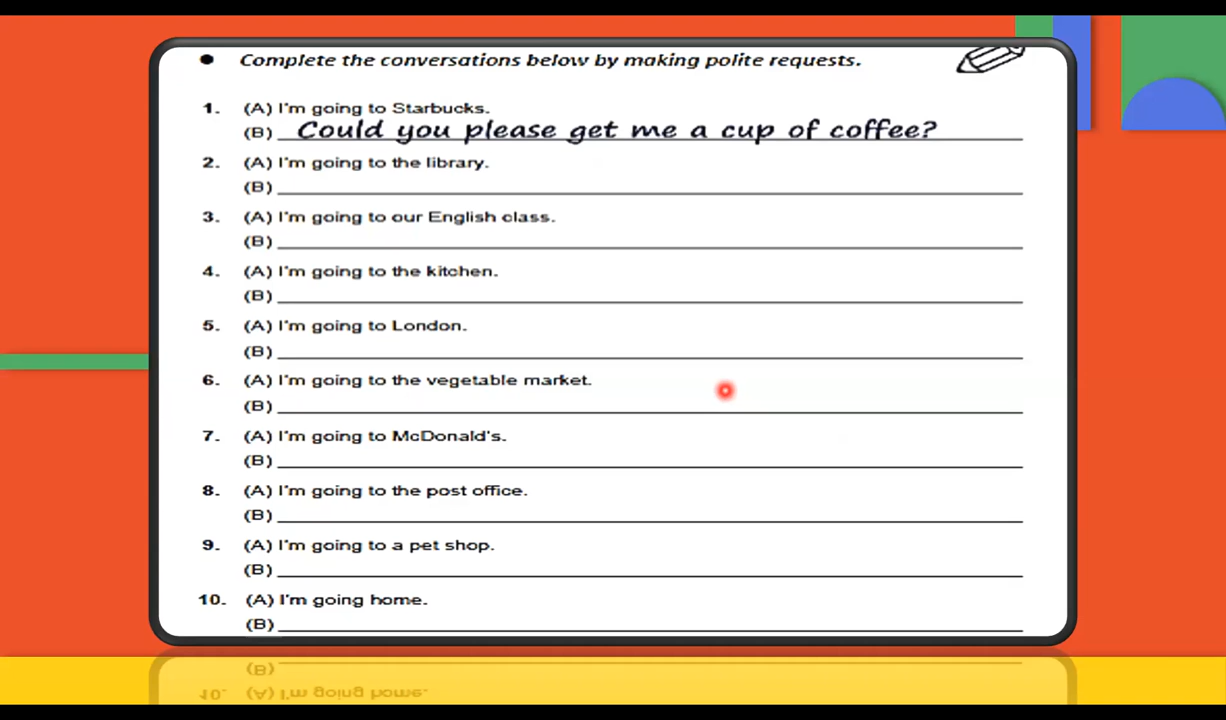 ● Complete the conversations below by making polite requests.
1. (A) I'm going to Starbucks.
(B) Could you please get me a cup of coffee?
2. (A) I'm going to the library.
(B)
3. (A) I'm going to our English class.
(B)
4. (A) I'm going to the kitchen.
(B)
5. (A) I'm going to London.
(B)
6. (A) I'm going to the vegetable market.
(B)
7. (A) I'm going to McDonald's.
(B)
8. (A) I'm going to the post office.
(B)
9. (A) I'm going to a pet shop.
(B)
10. (A) I'm going home.
(B)